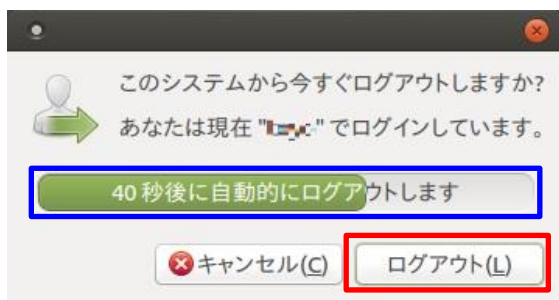 このシステムから今すぐログアウトしますか?
あなたは現在 "" でログインしています。
40 秒後に自動的にログアウトします
キャンセル(C)
ログアウト(L)